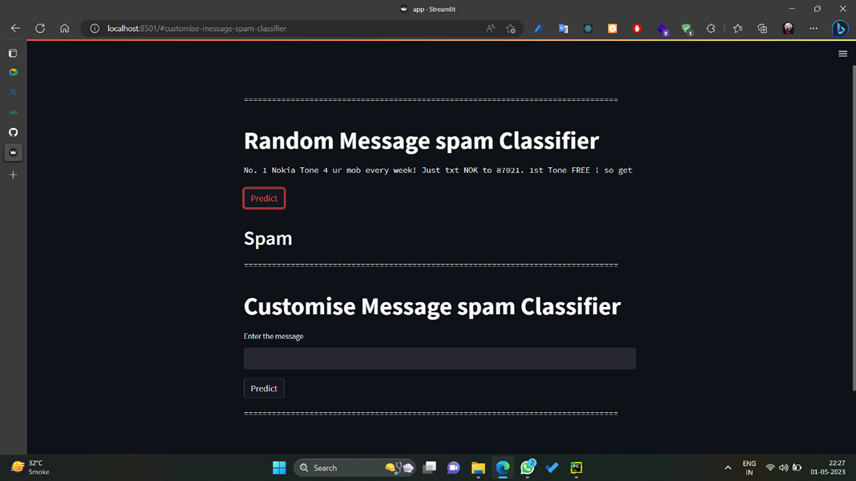 app - Streamlit
localhost:8501/#customise-message-spam-classifier
================================================================================
Random Message spam Classifier
No. 1 Nokia Tone 4 ur mob every week! Just txt NOK to 87021. 1st Tone FREE ! so get
Predict
Spam
================================================================================
Customise Message spam Classifier
Enter the message
Predict
================================================================================
32°C
Smoke
Search
ENG
IN
22:27
01-05-2023